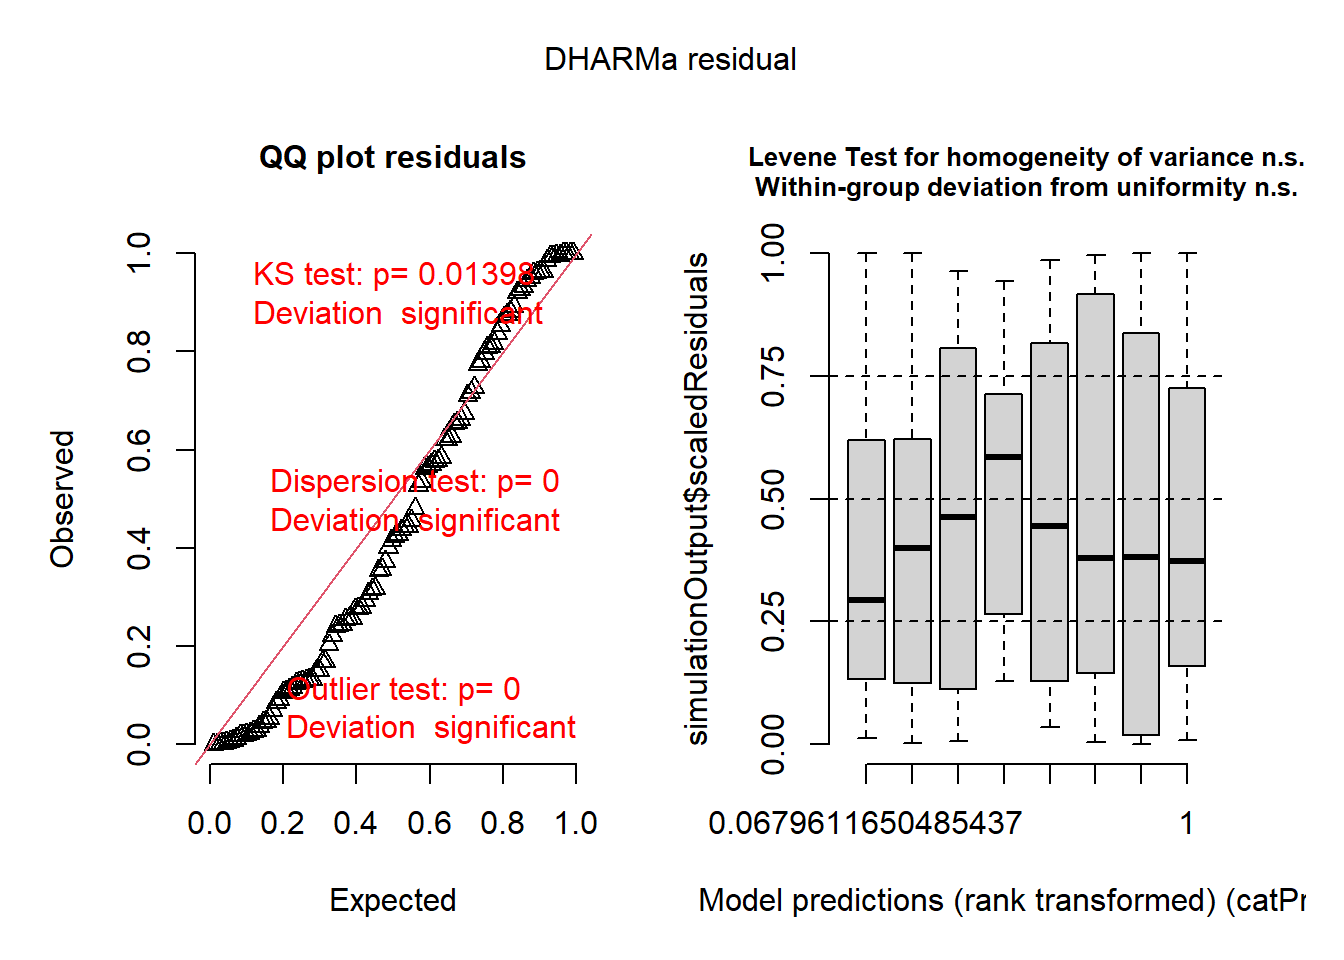 DHARMa residual
QQ plot residuals
KS test: p= 0.01398
Deviation  significant
Dispersion test: p= 0
Deviation  significant
Outlier test: p= 0
Deviation  significant
Observed
0.0 0.2 0.4 0.6 0.8 1.0
0.0 0.2 0.4 0.6 0.8 1.0
Expected
Levene Test for homogeneity of variance n.s.
Within-group deviation from uniformity n.s.
simulationOutput$scaledResiduals
0.00 0.25 0.50 0.75 1.00
0.0679611650485437 1
Model predictions (rank transformed) (catPr